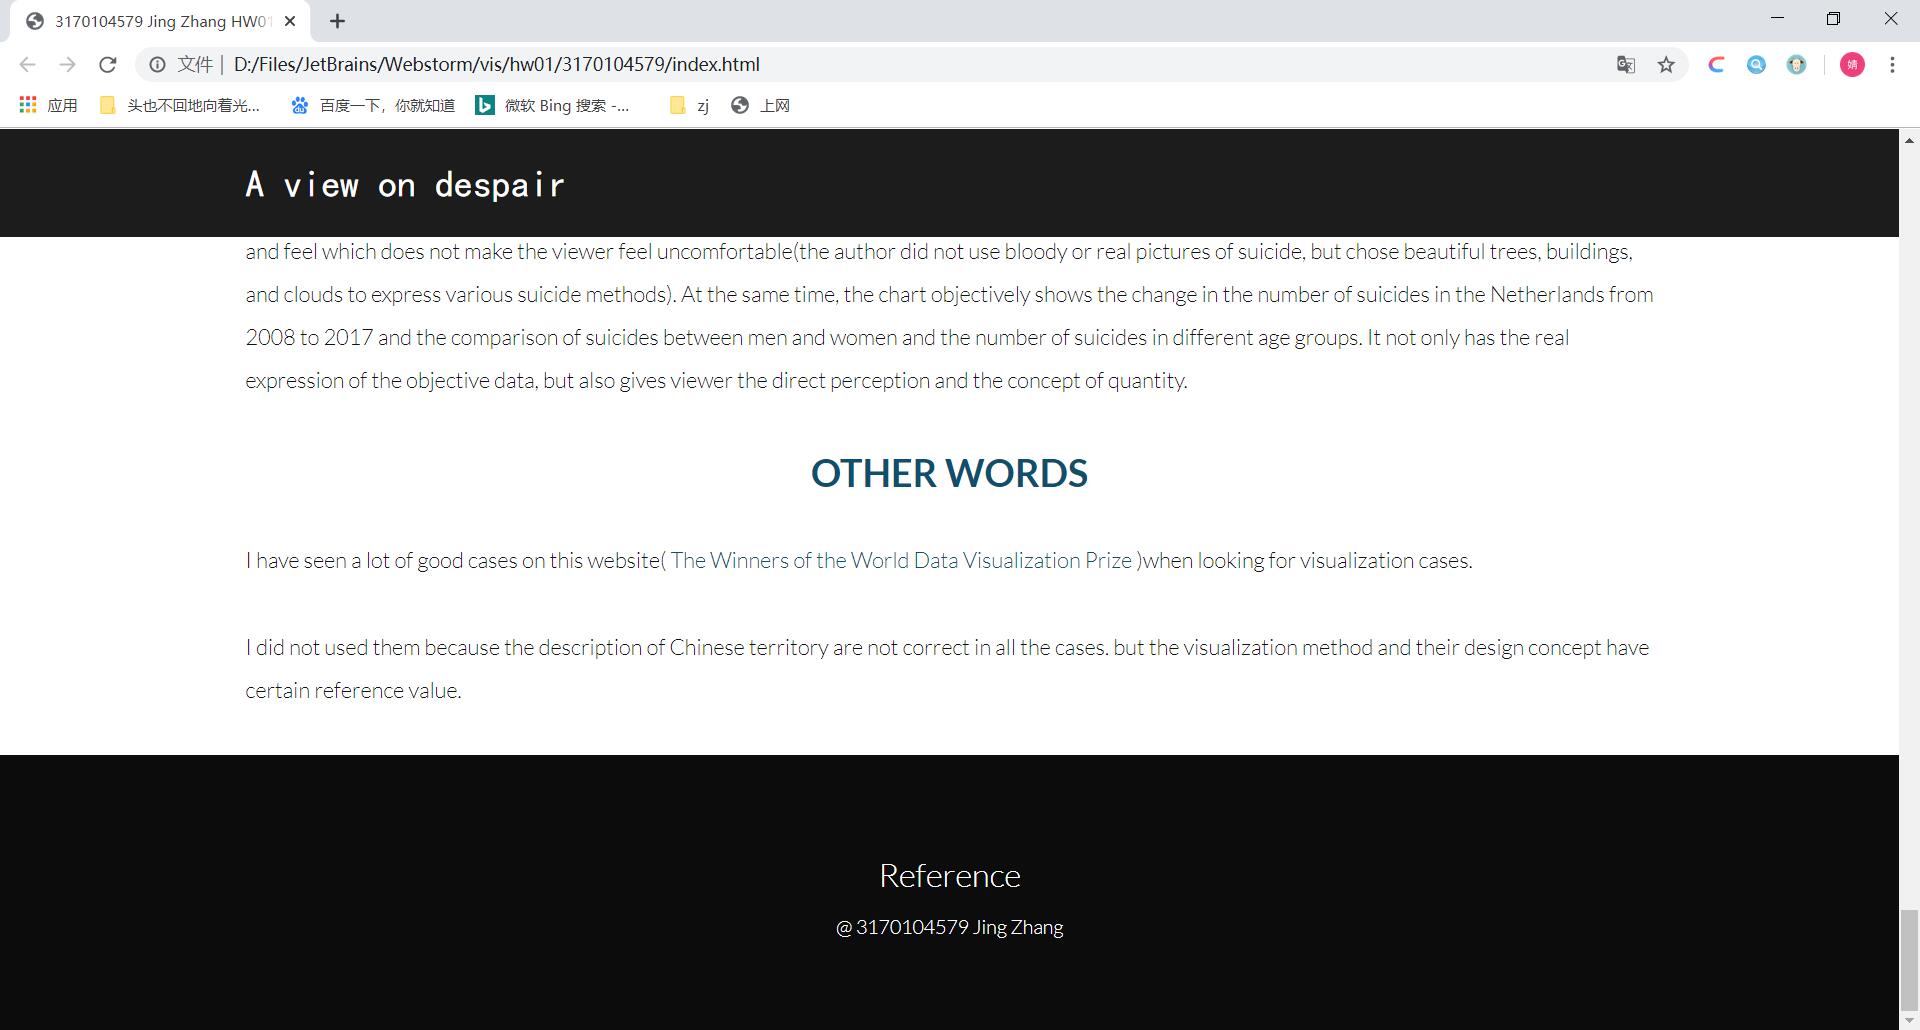 3170104579 Jing Zhang HW01
文件 | D:/Files/JetBrains/Webstorm/vis/hw01/3170104579/index.html
婧
应用 头也不回地向着光... 百度一下，你就知道 微软 Bing 搜索 -... zj 上网
A view on despair
and feel which does not make the viewer feel uncomfortable(the author did not use bloody or real pictures of suicide, but chose beautiful trees, buildings,
and clouds to express various suicide methods). At the same time, the chart objectively shows the change in the number of suicides in the Netherlands from
2008 to 2017 and the comparison of suicides between men and women and the number of suicides in different age groups. It not only has the real
expression of the objective data, but also gives viewer the direct perception and the concept of quantity.
OTHER WORDS
I have seen a lot of good cases on this website( The Winners of the World Data Visualization Prize )when looking for visualization cases.
I did not used them because the description of Chinese territory are not correct in all the cases. but the visualization method and their design concept have
certain reference value.
Reference
@ 3170104579 Jing Zhang